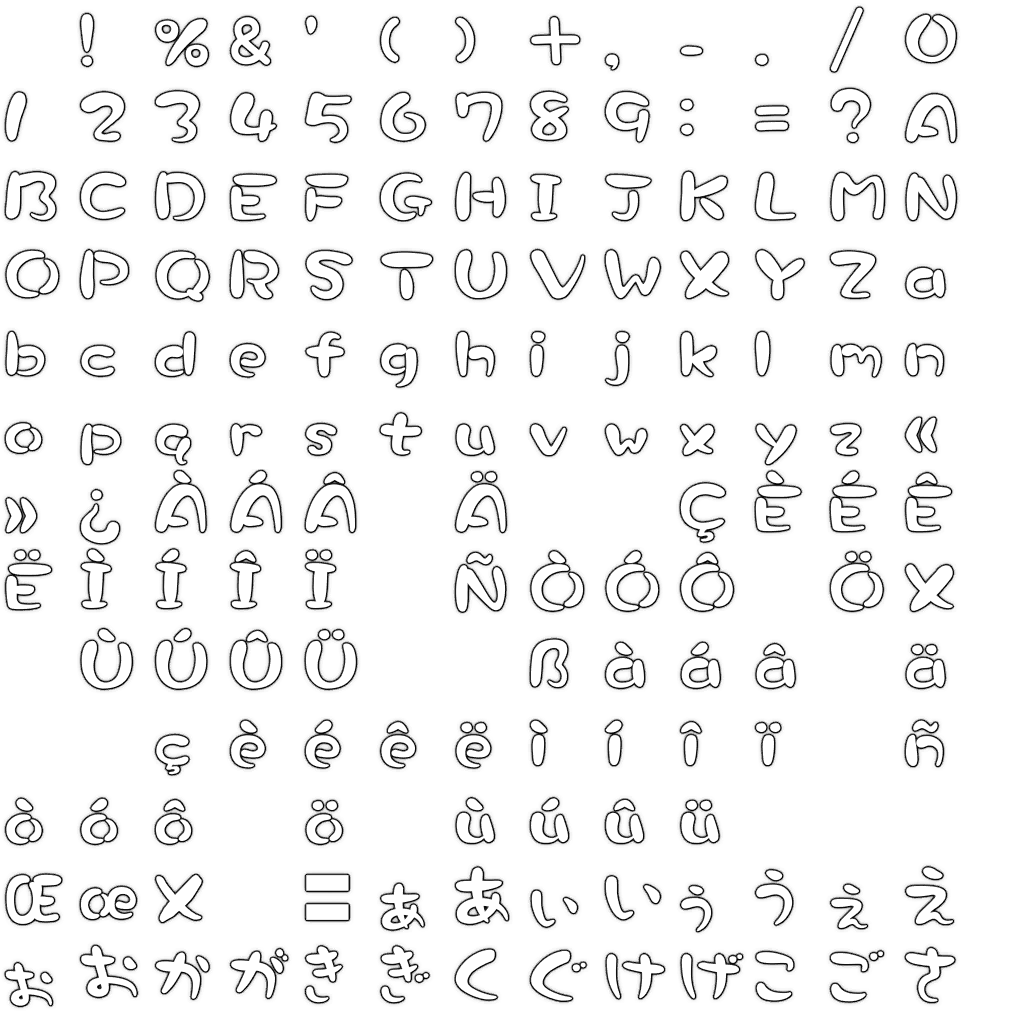 ! % & ' ( ) + , - . / 0
1 2 3 4 5 6 7 8 9 : = ? A
B C D E F G H I J K L M N
O P Q R S T U V W X Y Z a
b c d e f g h i j k l m n
o p q r s t u v w x y z «
» ¿ À Á Â Ä Ç È É Ê
Ë Ì Í Î Ï Ñ Ò Ó Ô Ö ×
Ù Ú Û Ü ß à á â ä
ç è é ê ë ì í î ï ñ
ò ó ô ö ù ú û ü
Œ œ × = ぁ あ ぃ い ぅ う ぇ え
ぉ お か が き ぎ く ぐ け げ こ ご さ